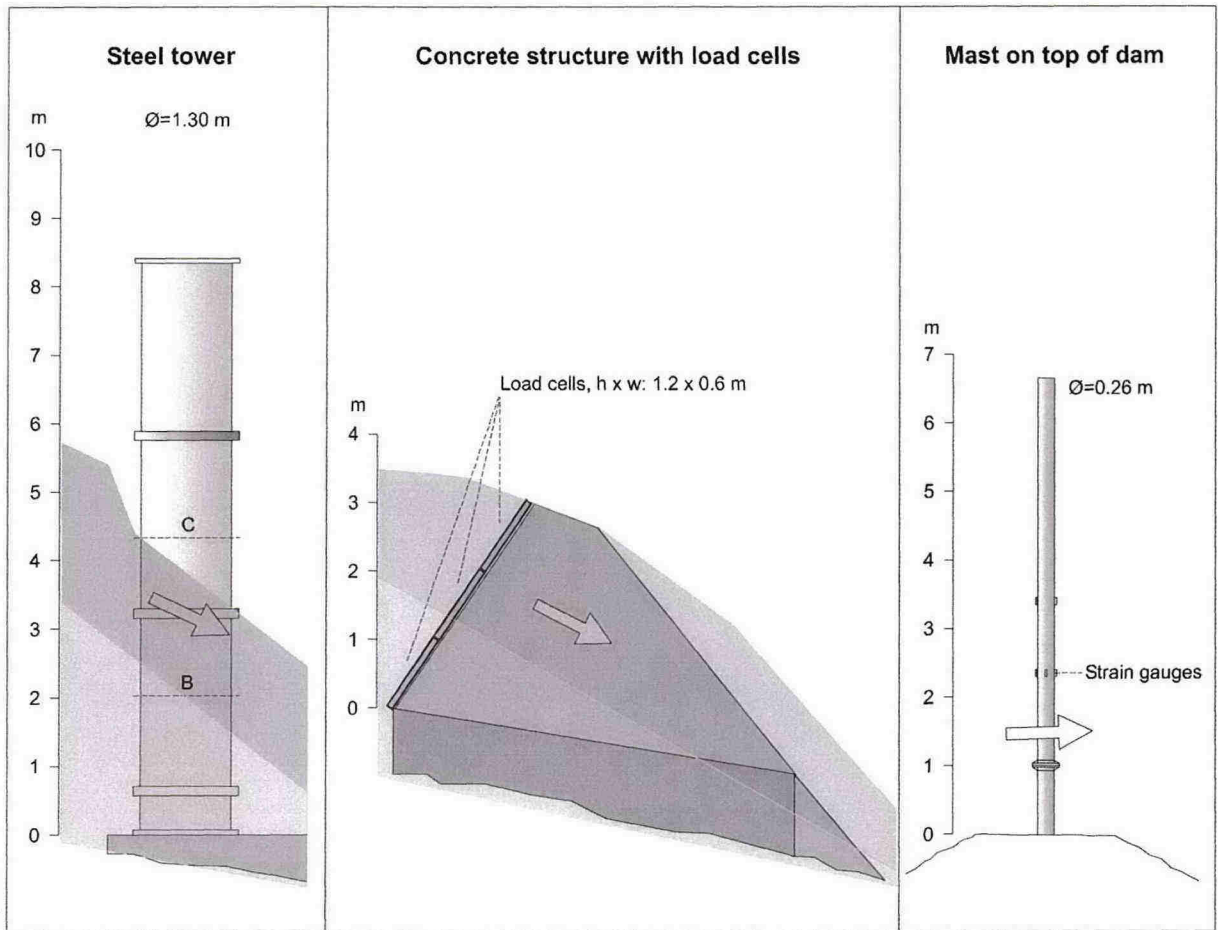 Steel tower
m
Ø=1.30 m
10
9
8
7
6
5
4
3
2
1
0
C
B
Concrete structure with load cells
Load cells, h x w: 1.2 x 0.6 m
m
4
3
2
1
0
Mast on top of dam
m
7
6
5
4
3
2
1
0
Ø=0.26 m
Strain gauges